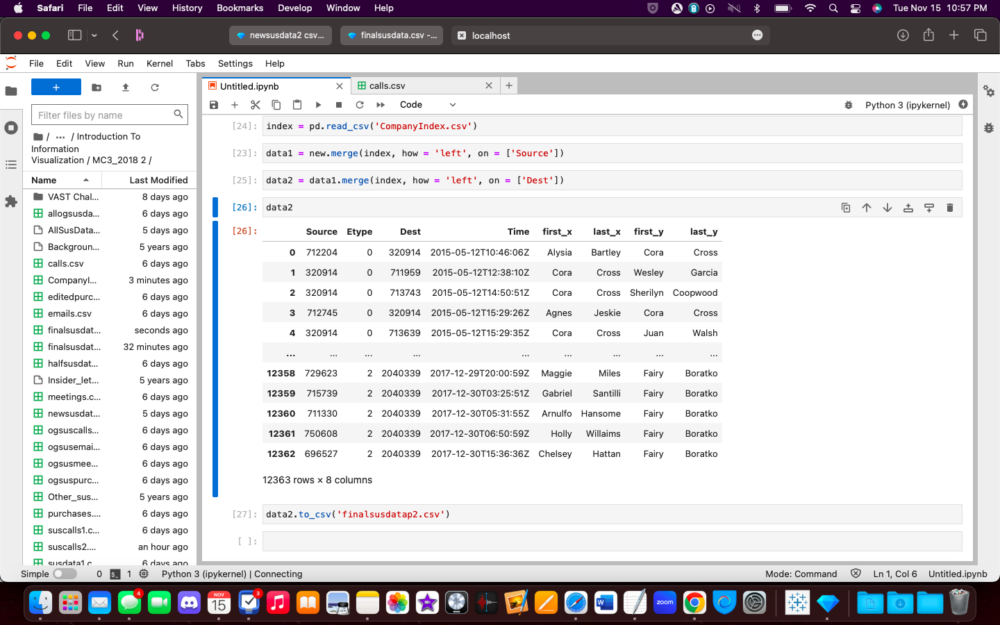 Safari File Edit View History Bookmarks Develop Window Help Tue Nov 15 10:57 PM
newsusdata2 csv... finalsusdata.csv -... localhost
File Edit View Run Kernel Tabs Settings Help
Untitled.ipynb
calls.csv
Code
Python 3 (ipykernel)
Filter files by name
/ ... / Introduction To
Information
Visualization / MC3_2018 2 /
Name Last Modified
VAST Chal... 8 days ago
allogsusda... 6 days ago
AllSusData... 5 days ago
Backgroun... 5 years ago
calls.csv 6 days ago
CompanyI... 3 minutes ago
editedpurc... 6 days ago
emails.csv 6 days ago
finalsusdat... seconds ago
finalsusdat... 32 minutes ago
halfsusdat... 6 days ago
Insider_let... 5 years ago
meetings.c... 6 days ago
newsusdat... 5 days ago
ogsuscalls... 6 days ago
ogsusemai... 6 days ago
ogsusmee... 6 days ago
ogsuspurc... 6 days ago
Other_sus... 5 years ago
purchases.... 6 days ago
suscalls1.c... 6 days ago
suscalls2.... an hour ago
susdata1.c... 6 days ago
[24]: index = pd.read_csv('CompanyIndex.csv')
[23]: data1 = new.merge(index, how = 'left', on = ['Source'])
[25]: data2 = data1.merge(index, how = 'left', on = ['Dest'])
[26]: data2
[26]: Source Etype Dest Time first_x last_x first_y last_y
0 712204 0 320914 2015-05-12T10:46:06Z Alysia Bartley Cora Cross
1 320914 0 711959 2015-05-12T12:38:10Z Cora Cross Wesley Garcia
2 320914 0 713743 2015-05-12T14:50:51Z Cora Cross Sherilyn Coopwood
3 712745 0 320914 2015-05-12T15:29:26Z Agnes Jeskie Cora Cross
4 320914 0 713639 2015-05-12T15:29:35Z Cora Cross Juan Walsh
... ... ... ... ... ... ... ... ...
12358 729623 2 2040339 2017-12-29T20:00:59Z Maggie Miles Fairy Boratko
12359 715739 2 2040339 2017-12-30T03:25:51Z Gabriel Santilli Fairy Boratko
12360 711330 2 2040339 2017-12-30T05:31:55Z Arnulfo Hansome Fairy Boratko
12361 750608 2 2040339 2017-12-30T06:50:59Z Holly Willaims Fairy Boratko
12362 696527 2 2040339 2017-12-30T15:36:36Z Chelsey Hattan Fairy Boratko
12363 rows × 8 columns
[27]: data2.to_csv('finalsusdatap2.csv')
[ ]:
Simple 0 1 Python 3 (ipykernel) | Connecting Mode: Command Ln 1, Col 6 Untitled.ipynb
4 NOV 15 3 zoom